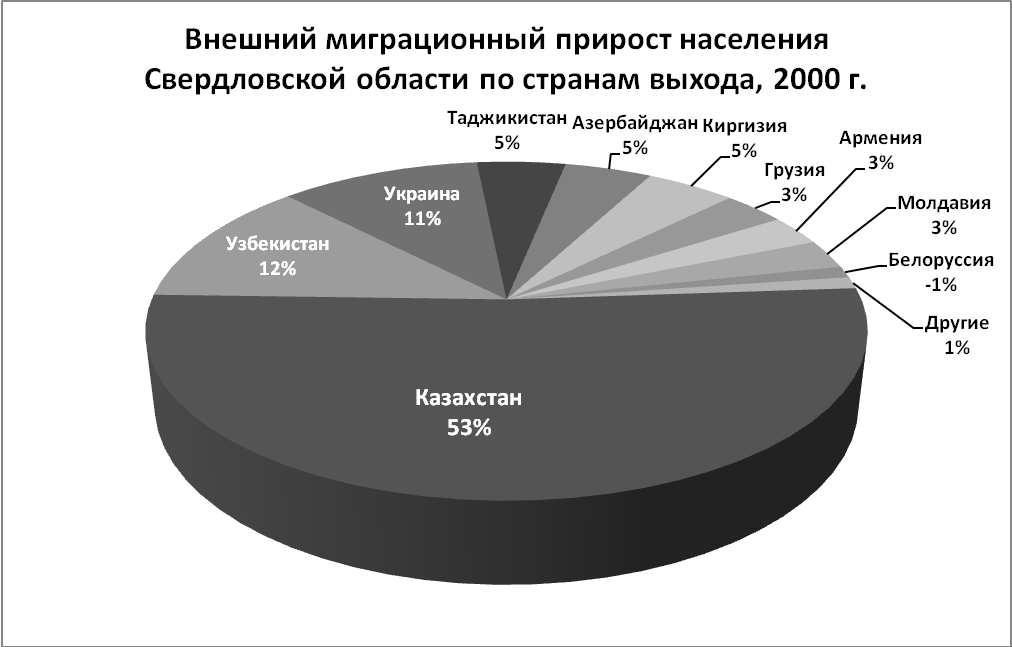 Внешний миграционный прирост населения
Свердловской области по странам выхода, 2000 г.
Таджикистан
5%
Азербайджан
5%
Киргизия
5%
Грузия
3%
Армения
3%
Молдавия
3%
Белоруссия
-1%
Другие
1%
Украина
11%
Узбекистан
12%
Казахстан
53%